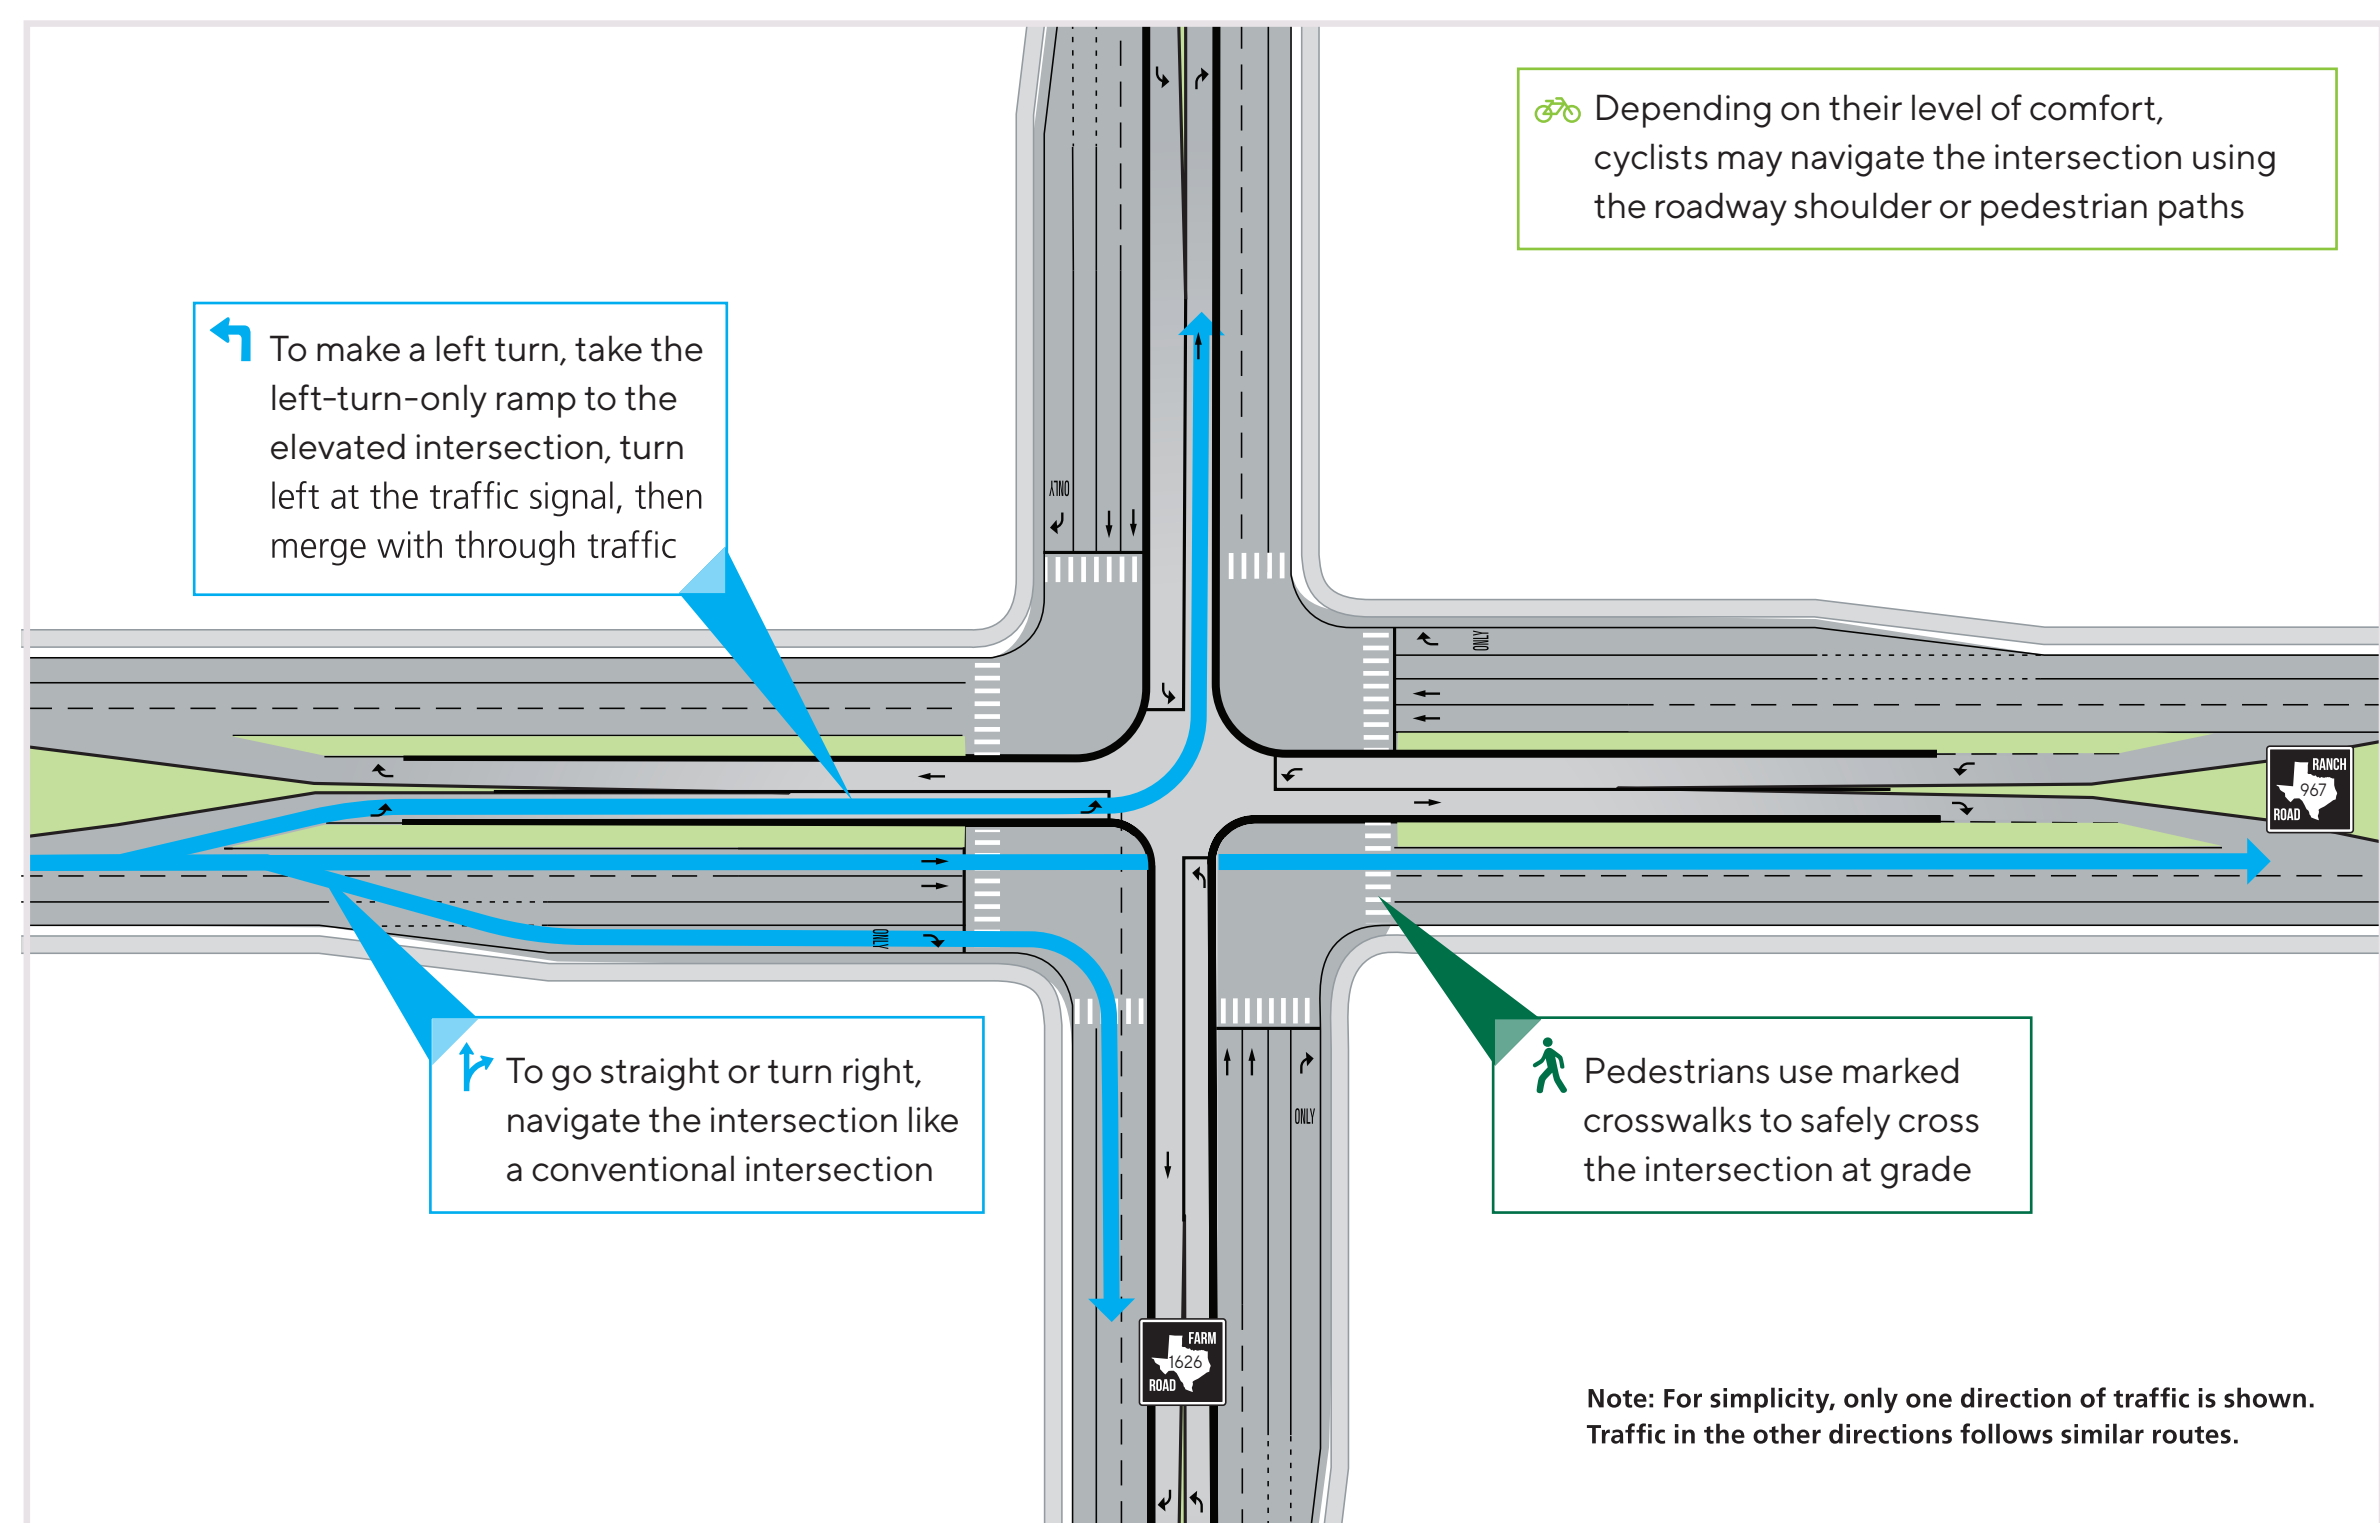 Depending on their level of comfort,
cyclists may navigate the intersection using
the roadway shoulder or pedestrian paths
To make a left turn, take the
left-turn-only ramp to the
elevated intersection, turn
left at the traffic signal, then
merge with through traffic
ONLY
ONLY
RANCH
967
ROAD
ONLY
To go straight or turn right,
navigate the intersection like
a conventional intersection
ONLY
Pedestrians use marked
crosswalks to safely cross
the intersection at grade
FARM
1626
ROAD
Note: For simplicity, only one direction of traffic is shown.
Traffic in the other directions follows similar routes.